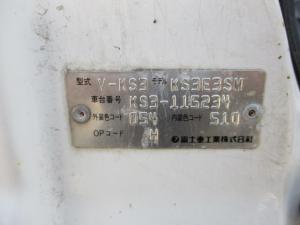 型式 V-KS3 モデル KS3E3SM
車台番号 KS3-115234
外装色コード 054 内装色コード 510
OPコード M
富士重工業株式会社